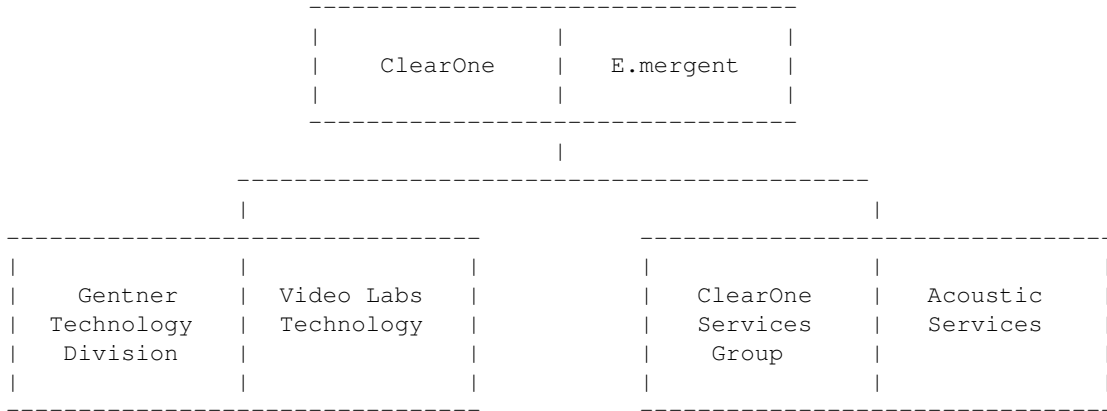 ClearOne E.mergent
Gentner Video Labs ClearOne Acoustic
Technology Technology Services Services
Division Group